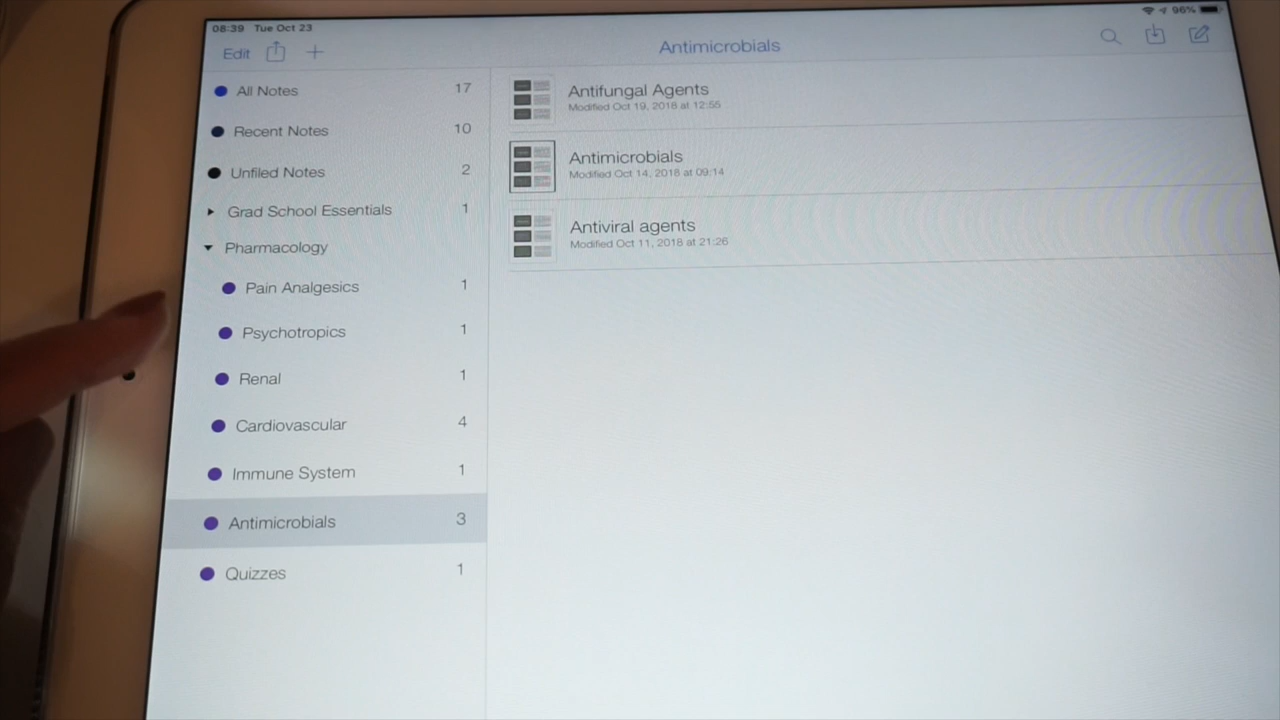 08:39 Tue Oct 23
96%
Edit
Antimicrobials
All Notes 17
Recent Notes 10
Unfiled Notes 2
Grad School Essentials 1
Pharmacology
Pain Analgesics 1
Psychotropics 1
Renal 1
Cardiovascular 4
Immune System 1
Antimicrobials 3
Quizzes 1
Antifungal Agents
Modified Oct 19, 2018 at 12:55
Antimicrobials
Modified Oct 14, 2018 at 09:14
Antiviral agents
Modified Oct 11, 2018 at 21:26